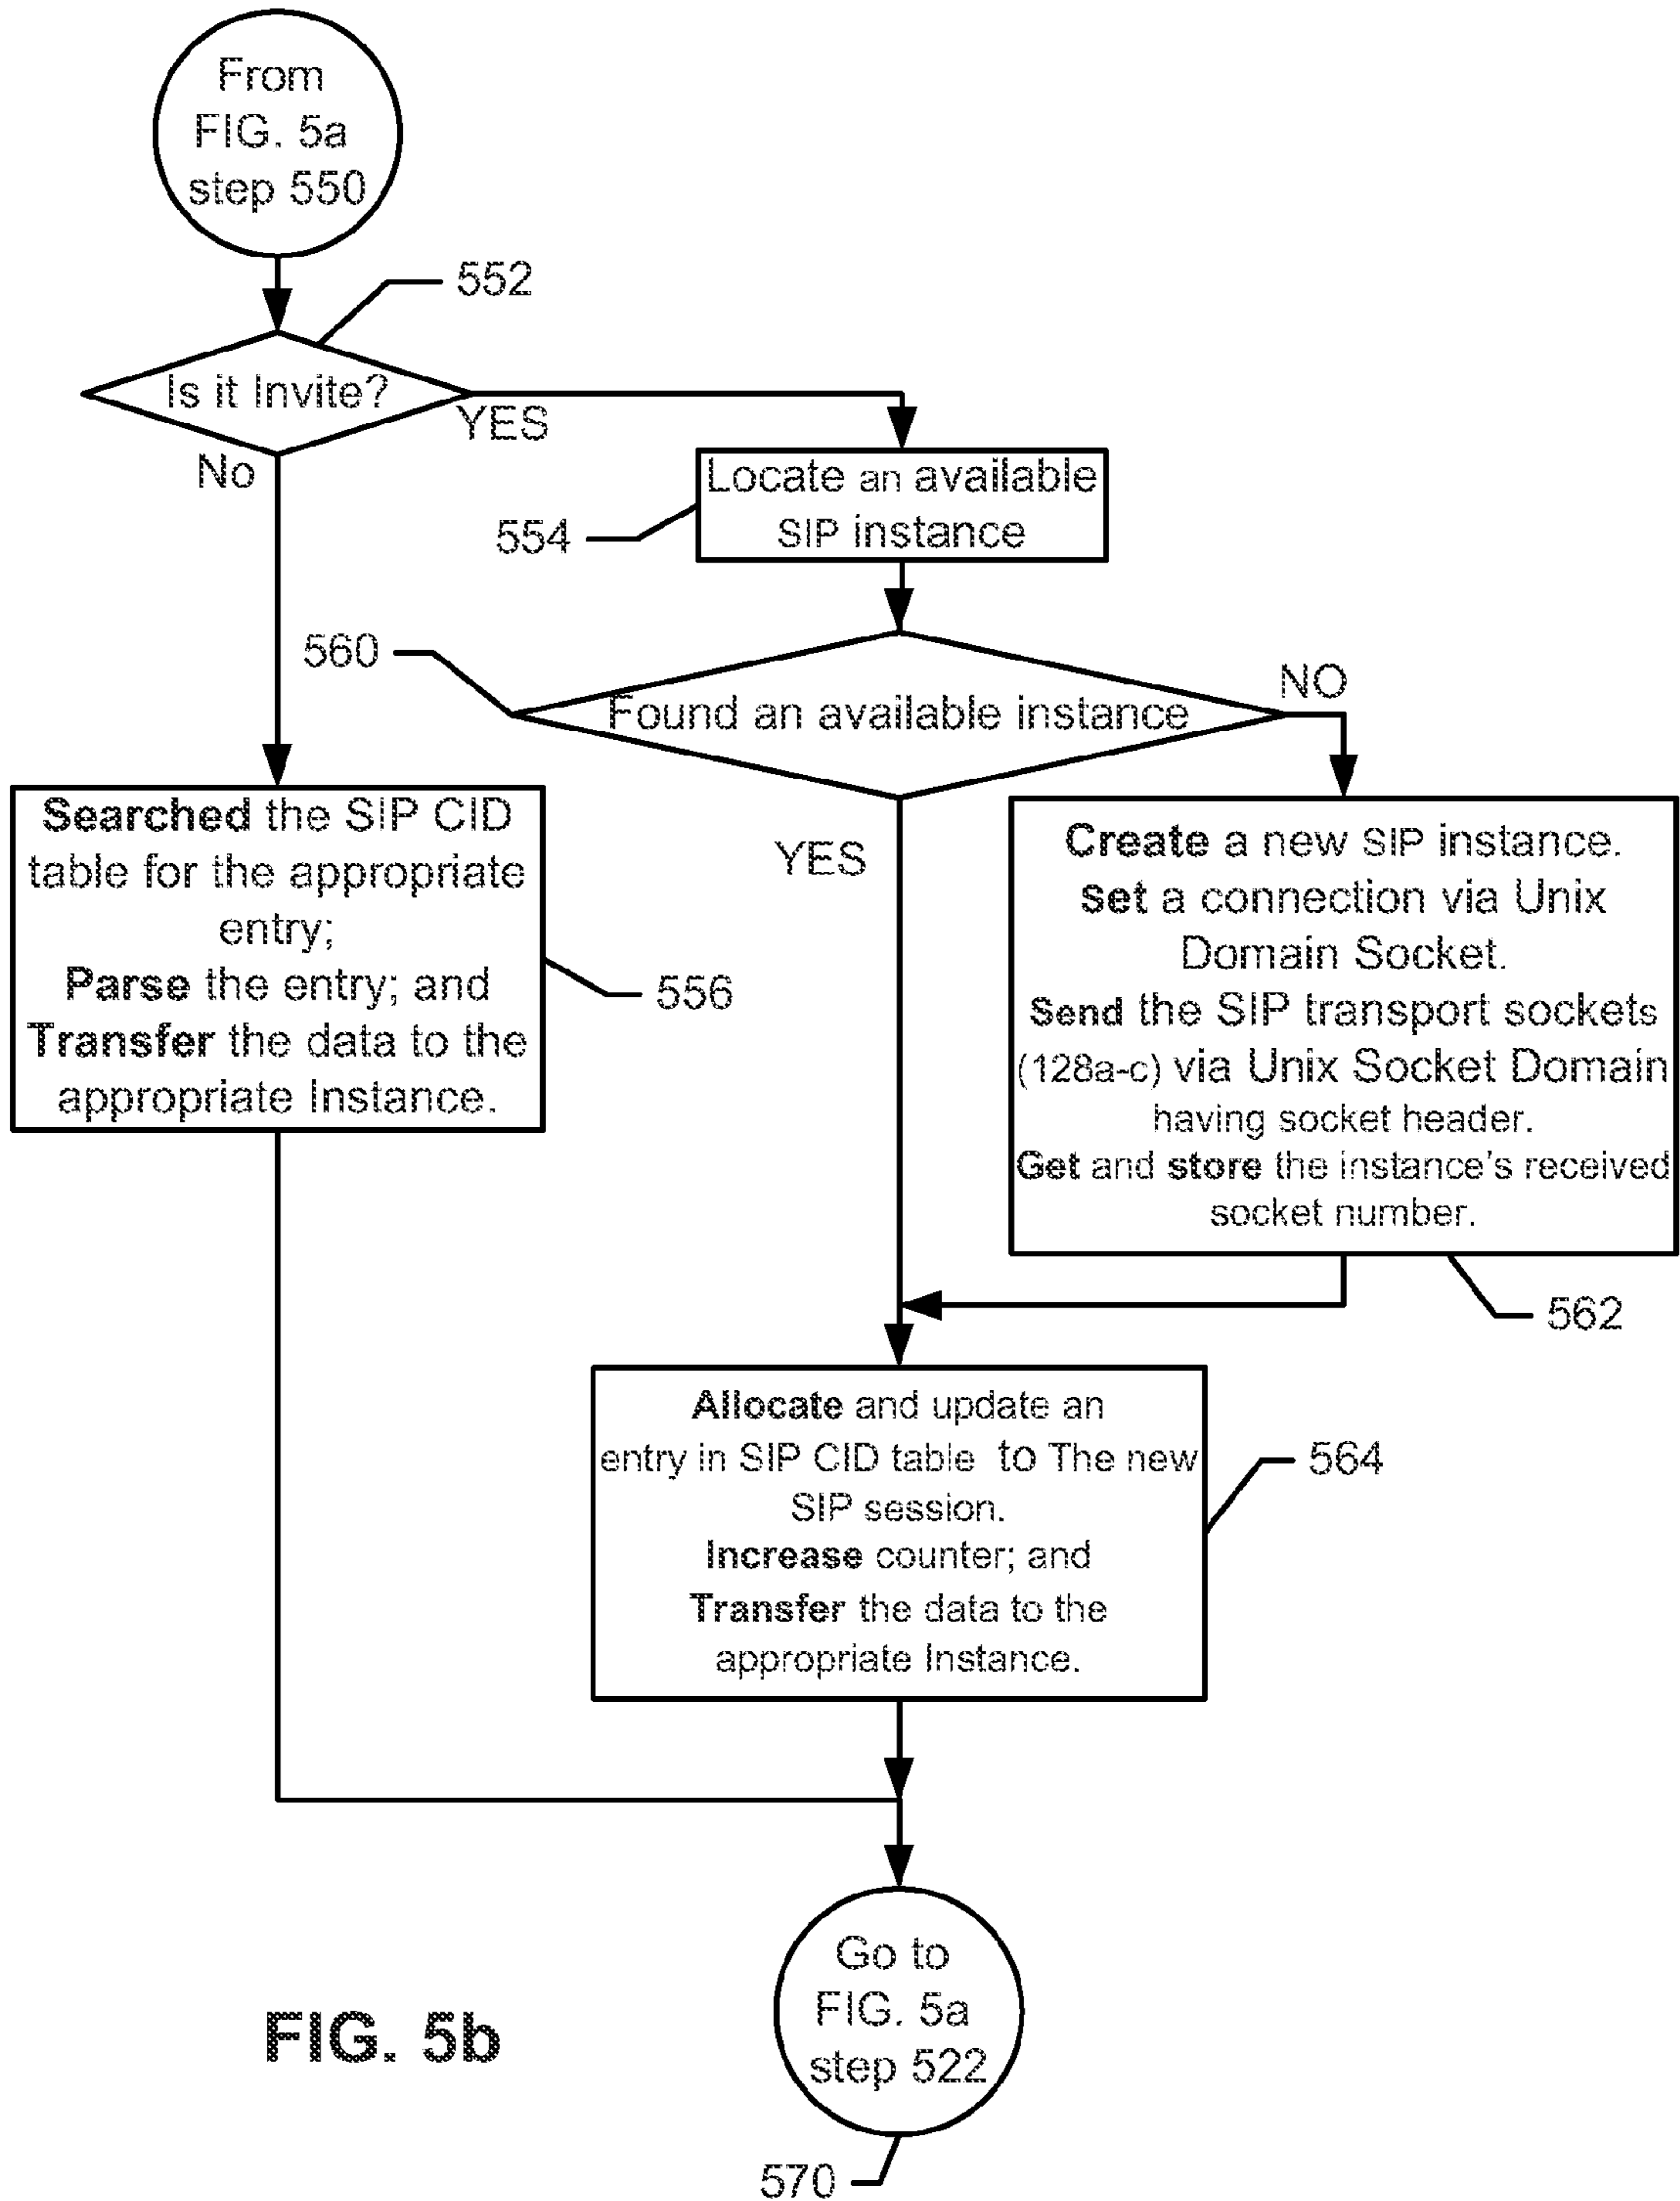 From
FIG. 5a
step 550
552
Is it Invite?
YES
No
Locate an available
SIP instance
554
560
Found an available instance
NO
YES
Searched the SIP CID
table for the appropriate
entry;
Parse the entry; and
Transfer the data to the
appropriate Instance.
556
Create a new SIP instance.
Set a connection via Unix
Domain Socket.
Send the SIP transport sockets
(128a-c) via Unix Socket Domain
having socket header.
Get and store the instance's received
socket number.
562
Allocate and update an
entry in SIP CID table to The new
SIP session.
Increase counter; and
Transfer the data to the
appropriate Instance.
564
Go to
FIG. 5a
step 522
570
FIG. 5b